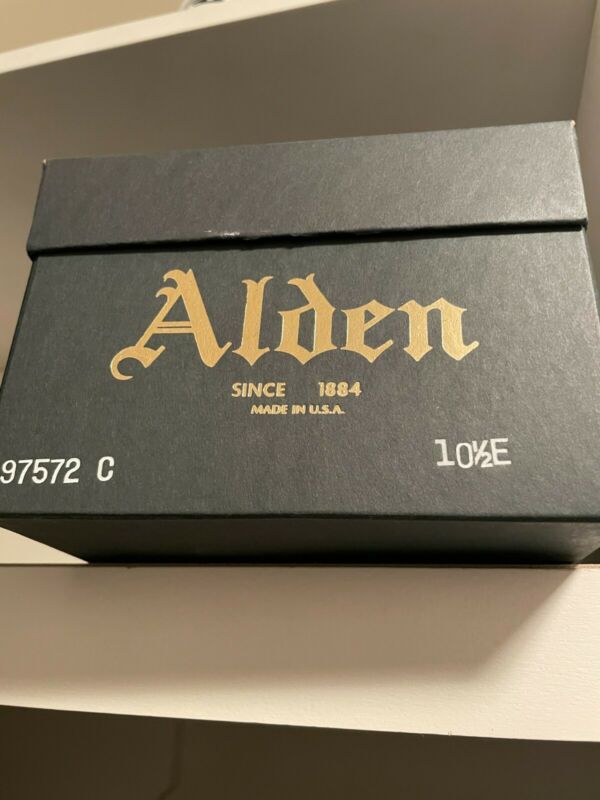 Alden
SINCE 1884
MADE IN U.S.A.
97572 C
10½E